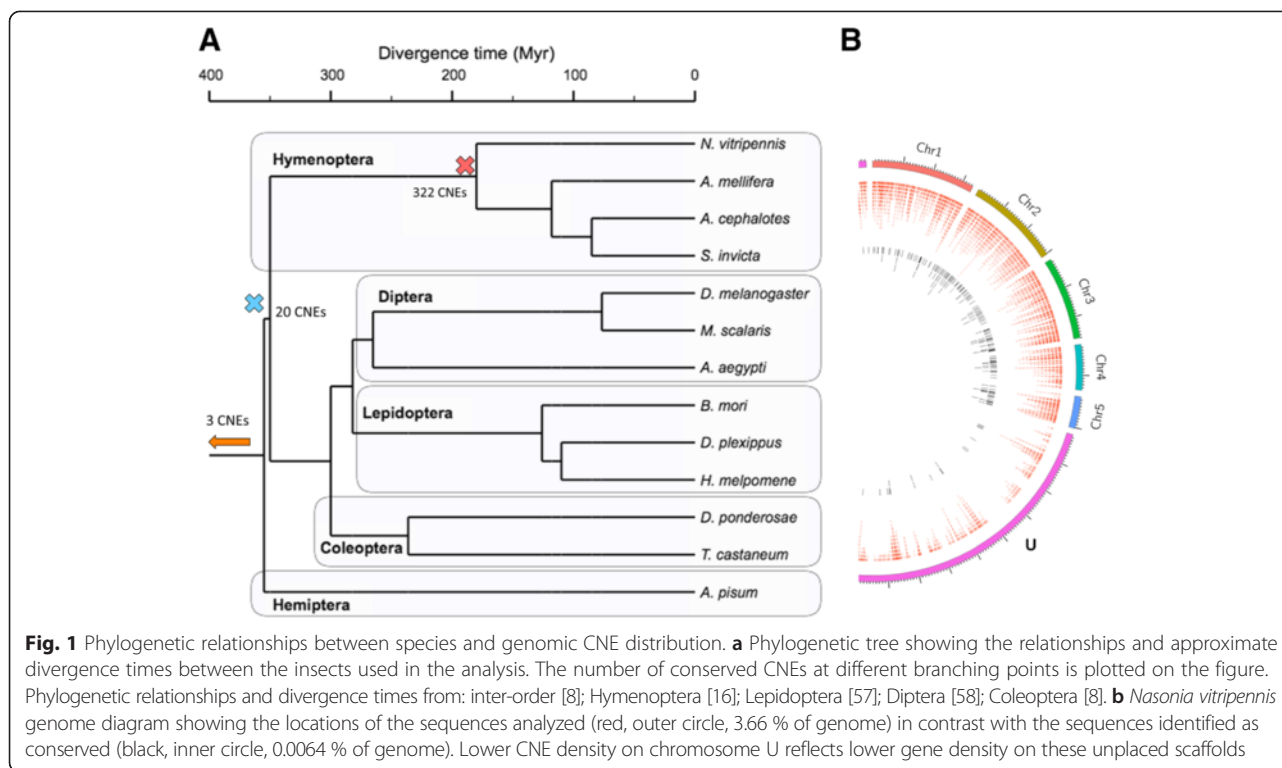 A
B
Divergence time (Myr)
400 300 200 100 0
Hymenoptera
322 CNEs
N. vitripennis
A. mellifera
A. cephalotes
S. invicta
20 CNEs
Diptera
D. melanogaster
M. scalaris
A. aegypti
3 CNEs
Lepidoptera
B. mori
D. plexippus
H. melpomene
Coleoptera
D. ponderosae
T. castaneum
Hemiptera
A. pisum
Chr1
Chr2
Chr3
Chr4
Chr5
U
Fig. 1 Phylogenetic relationships between species and genomic CNE distribution. a Phylogenetic tree showing the relationships and approximate
divergence times between the insects used in the analysis. The number of conserved CNEs at different branching points is plotted on the figure.
Phylogenetic relationships and divergence times from: inter-order [8]; Hymenoptera [16]; Lepidoptera [57]; Diptera [58]; Coleoptera [8]. b Nasonia vitripennis
genome diagram showing the locations of the sequences analyzed (red, outer circle, 3.66 % of genome) in contrast with the sequences identified as
conserved (black, inner circle, 0.0064 % of genome). Lower CNE density on chromosome U reflects lower gene density on these unplaced scaffolds